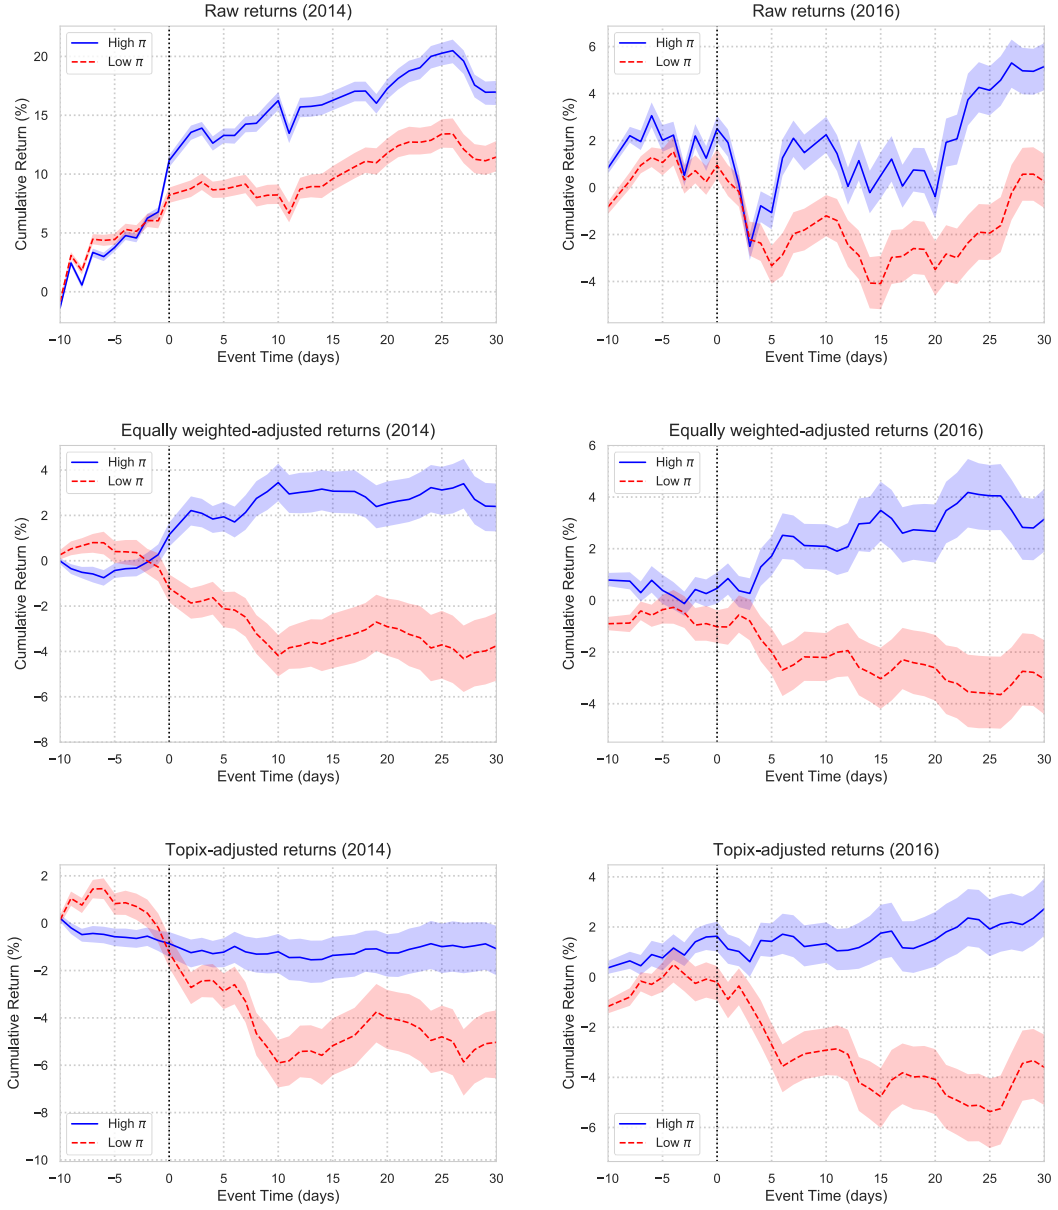 Raw returns (2014)
High π
Low π
20
15
10
5
0
Cumulative Return (%)
−10 −5 0 5 10 15 20 25 30
Event Time (days)
Raw returns (2016)
High π
Low π
6
4
2
0
−2
−4
Cumulative Return (%)
−10 −5 0 5 10 15 20 25 30
Event Time (days)
Equally weighted-adjusted returns (2014)
High π
Low π
4
2
0
−2
−4
−6
−8
Cumulative Return (%)
−10 −5 0 5 10 15 20 25 30
Event Time (days)
Equally weighted-adjusted returns (2016)
High π
Low π
6
4
2
0
−2
−4
Cumulative Return (%)
−10 −5 0 5 10 15 20 25 30
Event Time (days)
Topix-adjusted returns (2014)
2
0
−2
−4
−6
−8
−10
Cumulative Return (%)
High π
Low π
−10 −5 0 5 10 15 20 25 30
Event Time (days)
Topix-adjusted returns (2016)
4
2
0
−2
−4
−6
Cumulative Return (%)
High π
Low π
−10 −5 0 5 10 15 20 25 30
Event Time (days)